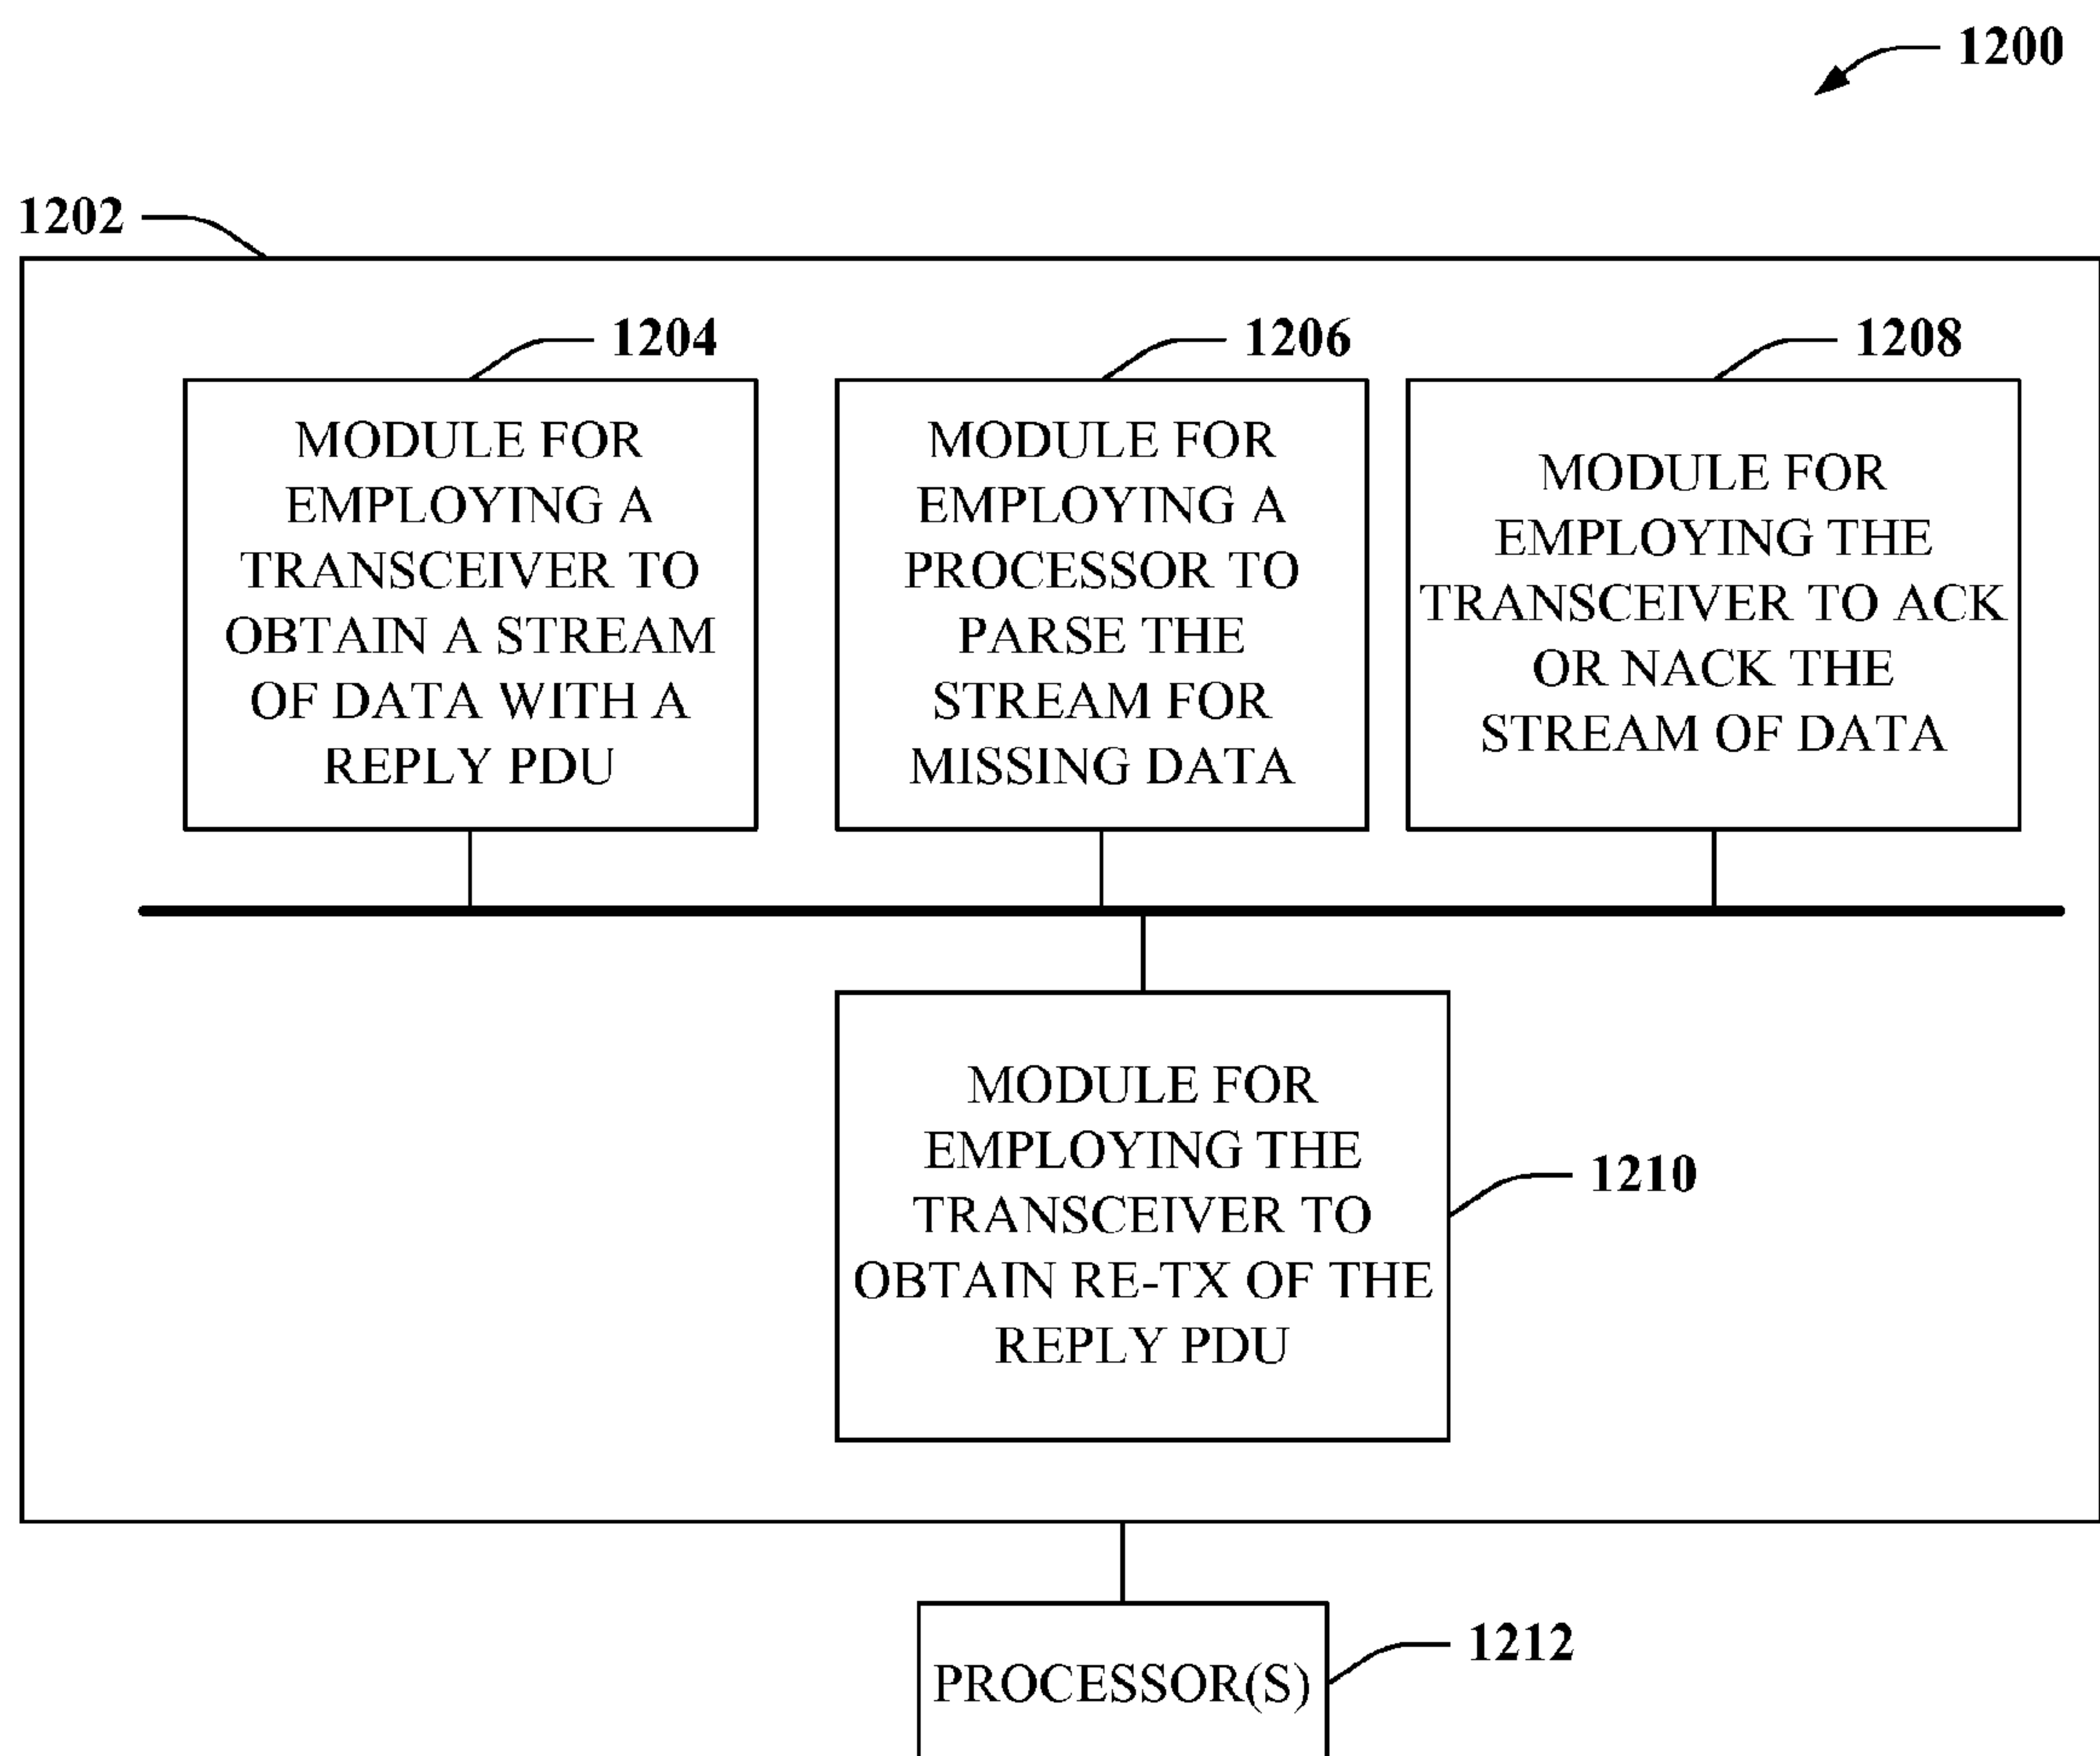 1200
1202
1204
1206
1208
MODULE FOR
EMPLOYING A
TRANSCEIVER TO
OBTAIN A STREAM
OF DATA WITH A
REPLY PDU
MODULE FOR
EMPLOYING A
PROCESSOR TO
PARSE THE
STREAM FOR
MISSING DATA
MODULE FOR
EMPLOYING THE
TRANSCEIVER TO ACK
OR NACK THE
STREAM OF DATA
MODULE FOR
EMPLOYING THE
TRANSCEIVER TO
OBTAIN RE-TX OF THE
REPLY PDU
1210
PROCESSOR(S)
1212